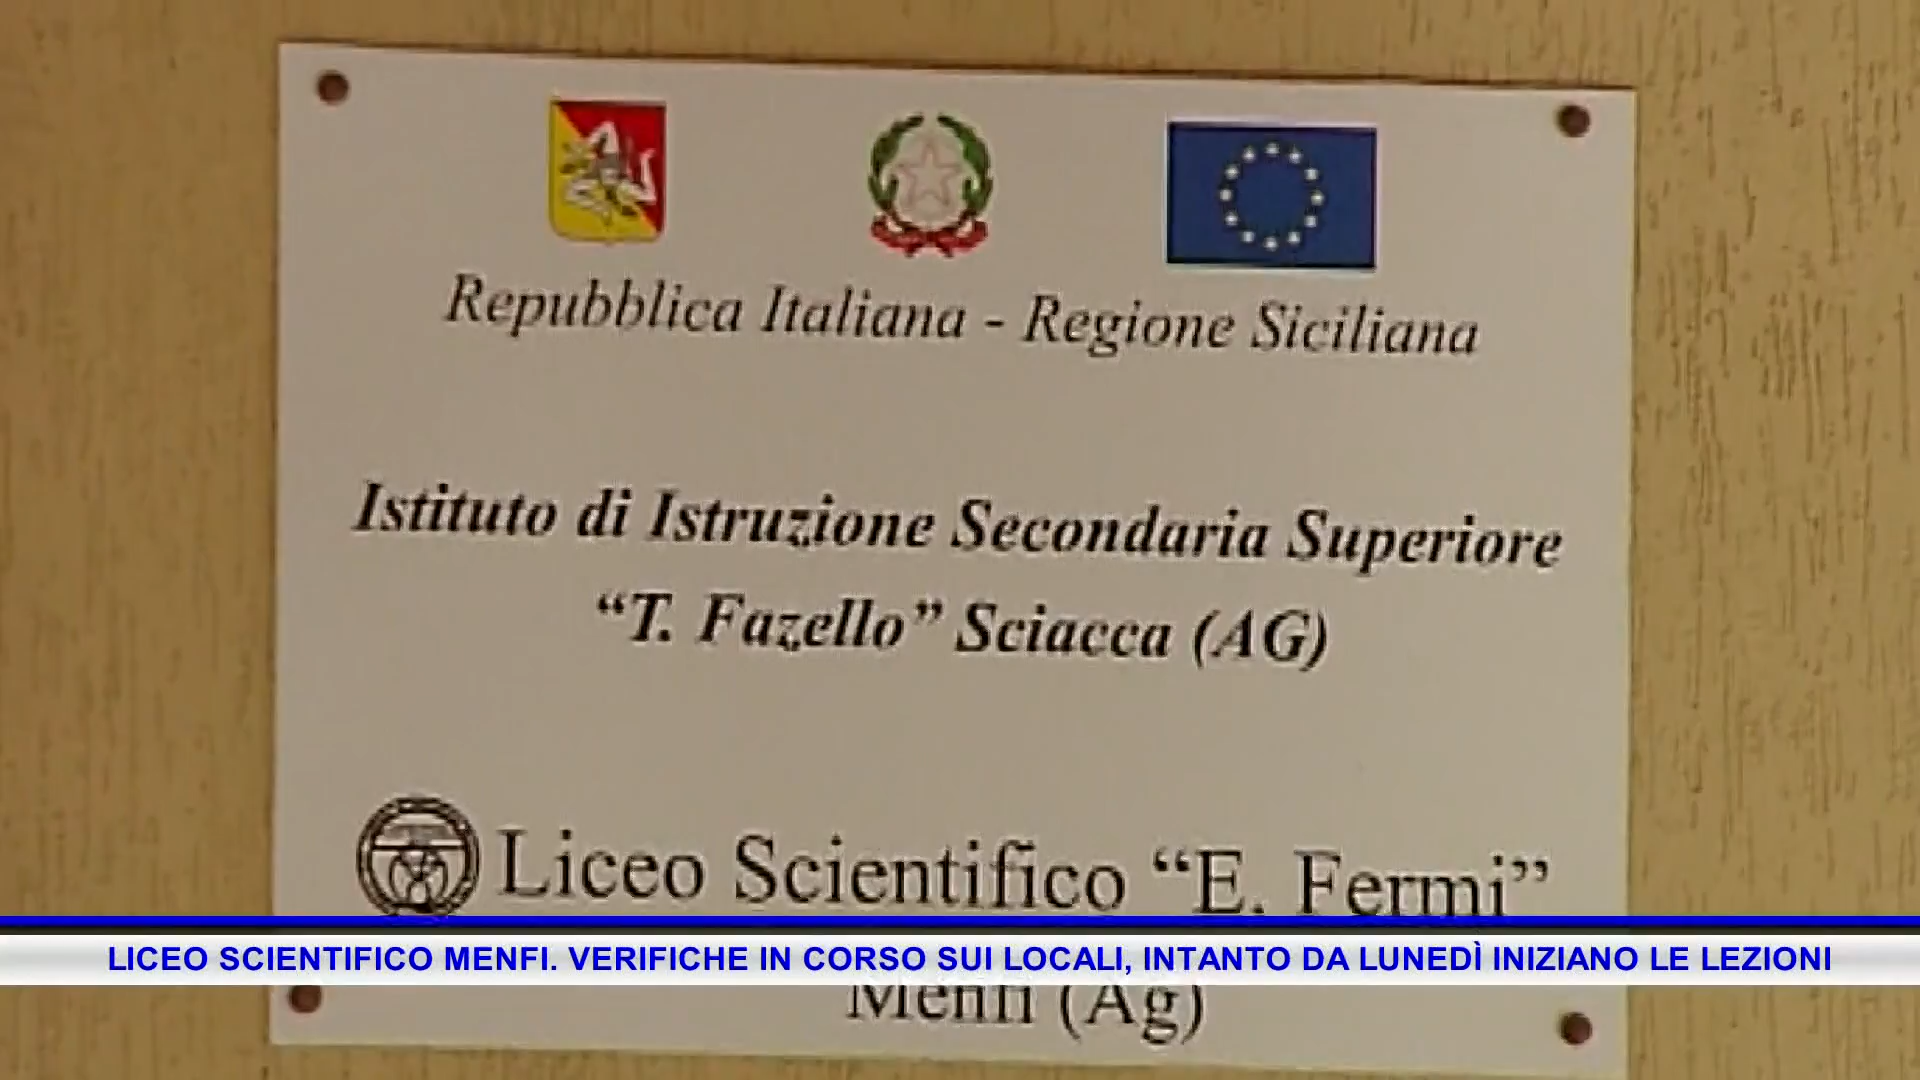 Repubblica Italiana - Regione Siciliana
Istituto di Istruzione Secondaria Superiore
“T. Fazello” Sciacca (AG)
Liceo Scientifico “E. Fermi”
LICEO SCIENTIFICO MENFI. VERIFICHE IN CORSO SUI LOCALI, INTANTO DA LUNEDÌ INIZIANO LE LEZIONI
Menfi (Ag)